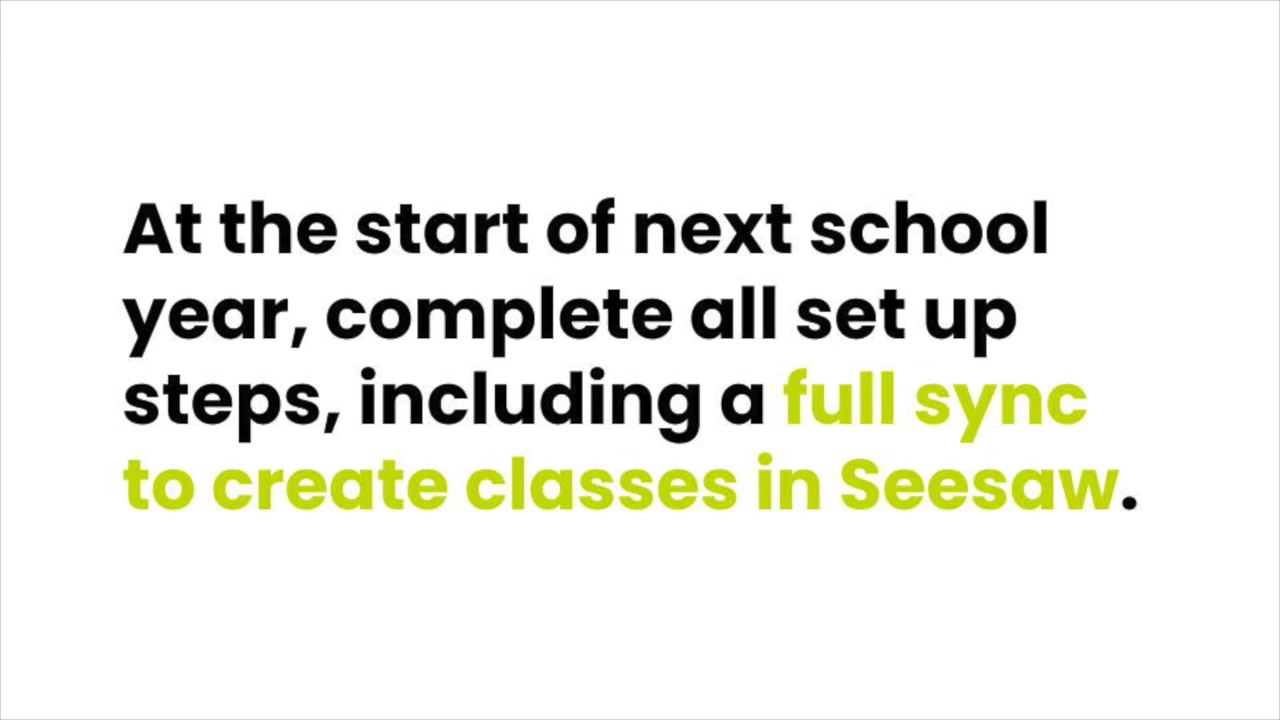 At the start of next school
year, complete all set up
steps, including a full sync
to create classes in Seesaw.